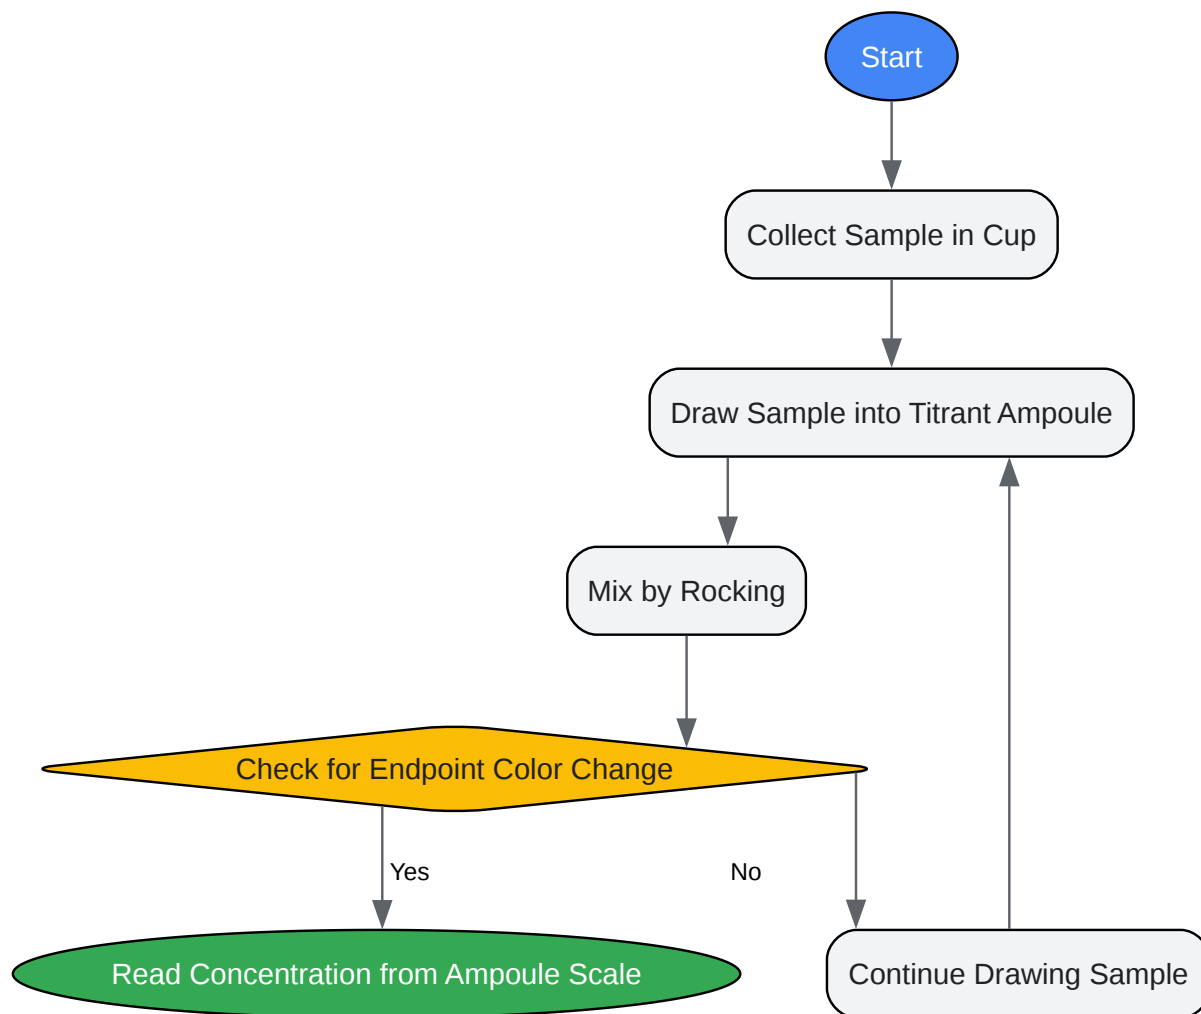 Start
Collect Sample in Cup
Draw Sample into Titrant Ampoule
Mix by Rocking
Check for Endpoint Color Change
Yes
No
Read Concentration from Ampoule Scale
Continue Drawing Sample